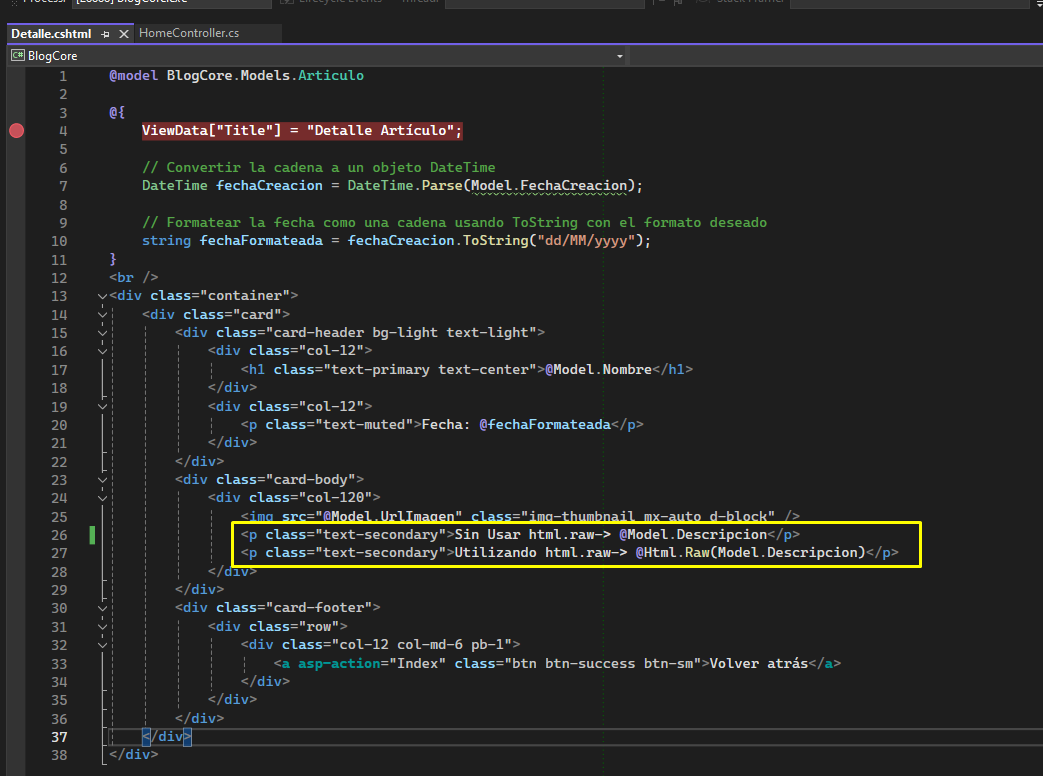 Detalle.cshtml HomeController.cs
C# BlogCore
1 @model BlogCore.Models.Articulo
2
3 @{
4 ViewData["Title"] = "Detalle Artículo";
5
6 // Convertir la cadena a un objeto DateTime
7 DateTime fechaCreacion = DateTime.Parse(Model.FechaCreacion);
8
9 // Formatear la fecha como una cadena usando ToString con el formato deseado
10 string fechaFormateada = fechaCreacion.ToString("dd/MM/yyyy");
11 }
12 <br />
13 <div class="container">
14 <div class="card">
15 <div class="card-header bg-light text-light">
16 <div class="col-12">
17 <h1 class="text-primary text-center">@Model.Nombre</h1>
18 </div>
19 <div class="col-12">
20 <p class="text-muted">Fecha: @fechaFormateada</p>
21 </div>
22 </div>
23 <div class="card-body">
24 <div class="col-120">
25 <img src="@Model.UrlImagen" class="img-thumbnail mx-auto d-block" />
26 <p class="text-secondary">Sin Usar html.raw-> @Model.Descripcion</p>
27 <p class="text-secondary">Utilizando html.raw-> @Html.Raw(Model.Descripcion)</p>
28 </div>
29 </div>
30 <div class="card-footer">
31 <div class="row">
32 <div class="col-12 col-md-6 pb-1">
33 <a asp-action="Index" class="btn btn-success btn-sm">Volver atrás</a>
34 </div>
35 </div>
36 </div>
37 </div>
38 </div>